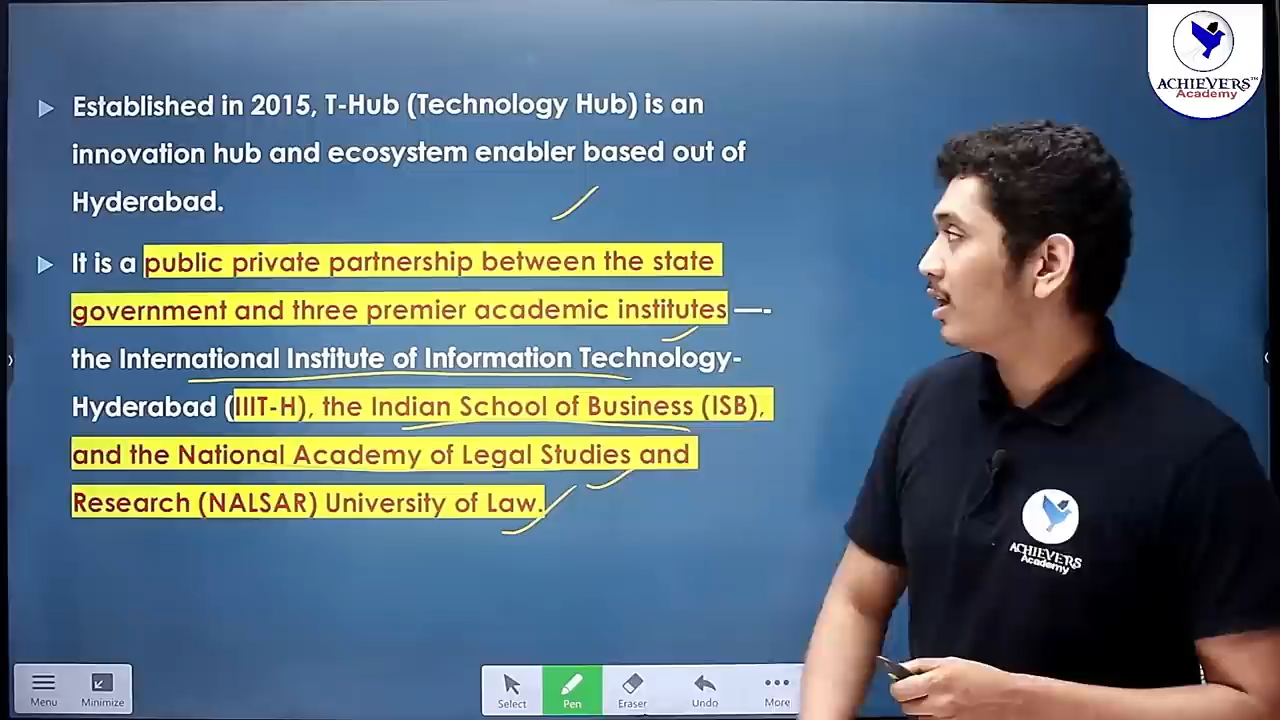 Established in 2015, T-Hub (Technology Hub) is an
innovation hub and ecosystem enabler based out of
Hyderabad.
It is a public private partnership between the state
government and three premier academic institutes —-
the International Institute of Information Technology-
Hyderabad (IIIT-H), the Indian School of Business (ISB),
and the National Academy of Legal Studies and
Research (NALSAR) University of Law.
ACHIEVERS™
Academy
ACHIEVERS
Academy
Menu
Minimize
Select
Pen
Eraser
Undo
More